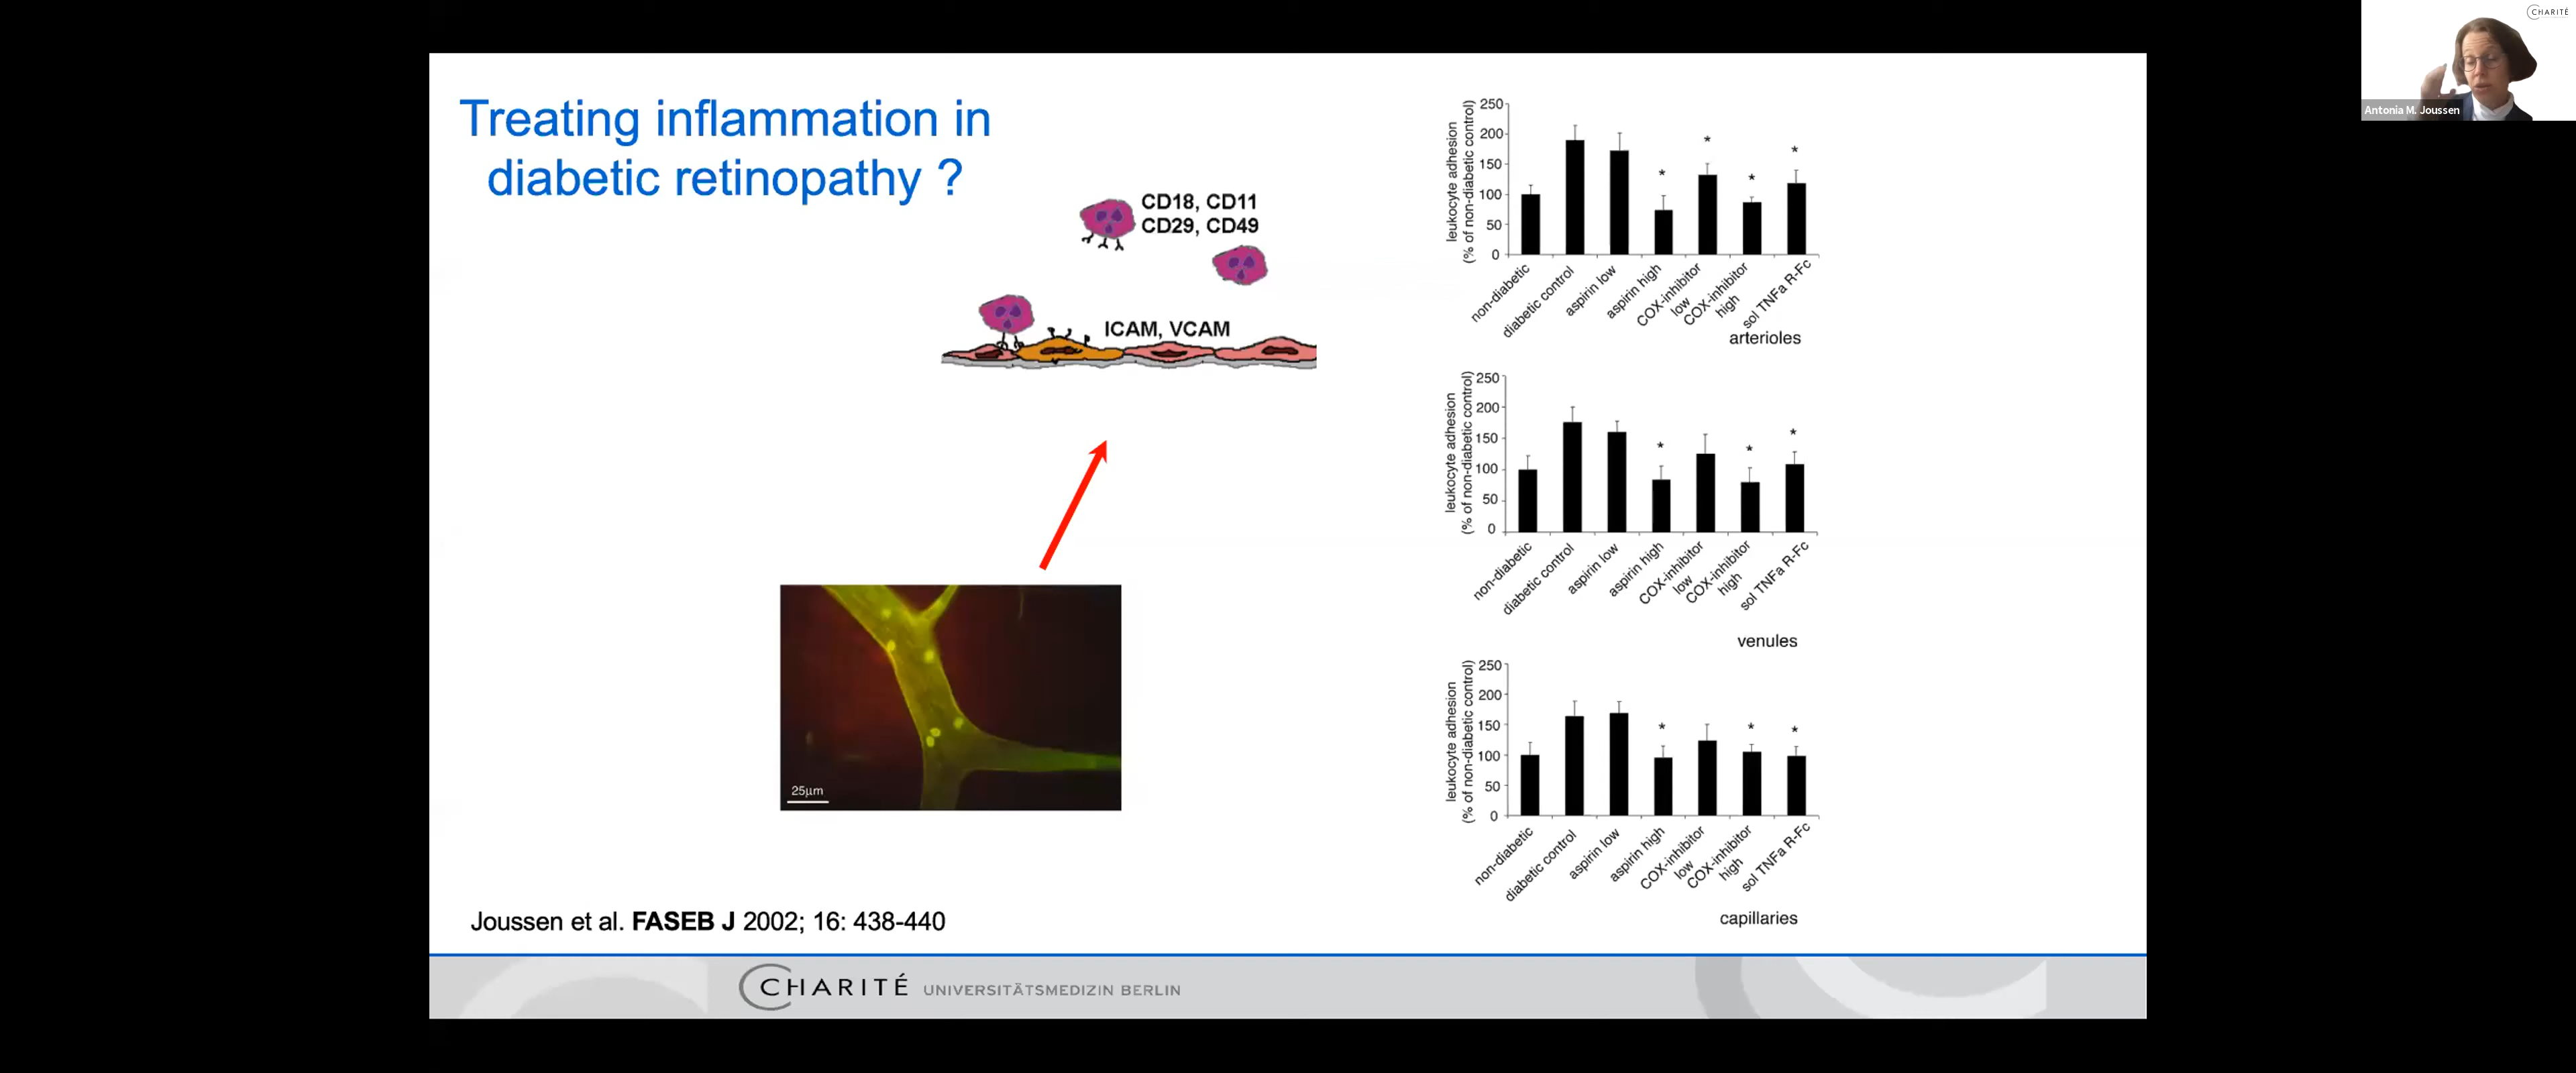 Treating inflammation in
diabetic retinopathy ?
CD18, CD11
CD29, CD49
ICAM, VCAM
25µm
Joussen et al. FASEB J 2002; 16: 438-440
CHARITÉ UNIVERSITÄTSMEDIZIN BERLIN
leukocyte adhesion
(% of non-diabetic control)
250
200
150
100
50
0
non-diabetic
diabetic control
aspirin low
aspirin high
COX-inhibitor
low
COX-inhibitor
high
sol TNFa R-Fc
* * * *
arterioles
leukocyte adhesion
(% of non-diabetic control)
250
200
150
100
50
0
non-diabetic
diabetic control
aspirin low
aspirin high
COX-inhibitor
low
COX-inhibitor
high
sol TNFa R-Fc
* * *
venules
leukocyte adhesion
(% of non-diabetic control)
250
200
150
100
50
0
non-diabetic
diabetic control
aspirin low
aspirin high
COX-inhibitor
low
COX-inhibitor
high
sol TNFa R-Fc
* * *
capillaries
CHARITÉ
Antonia M. Joussen